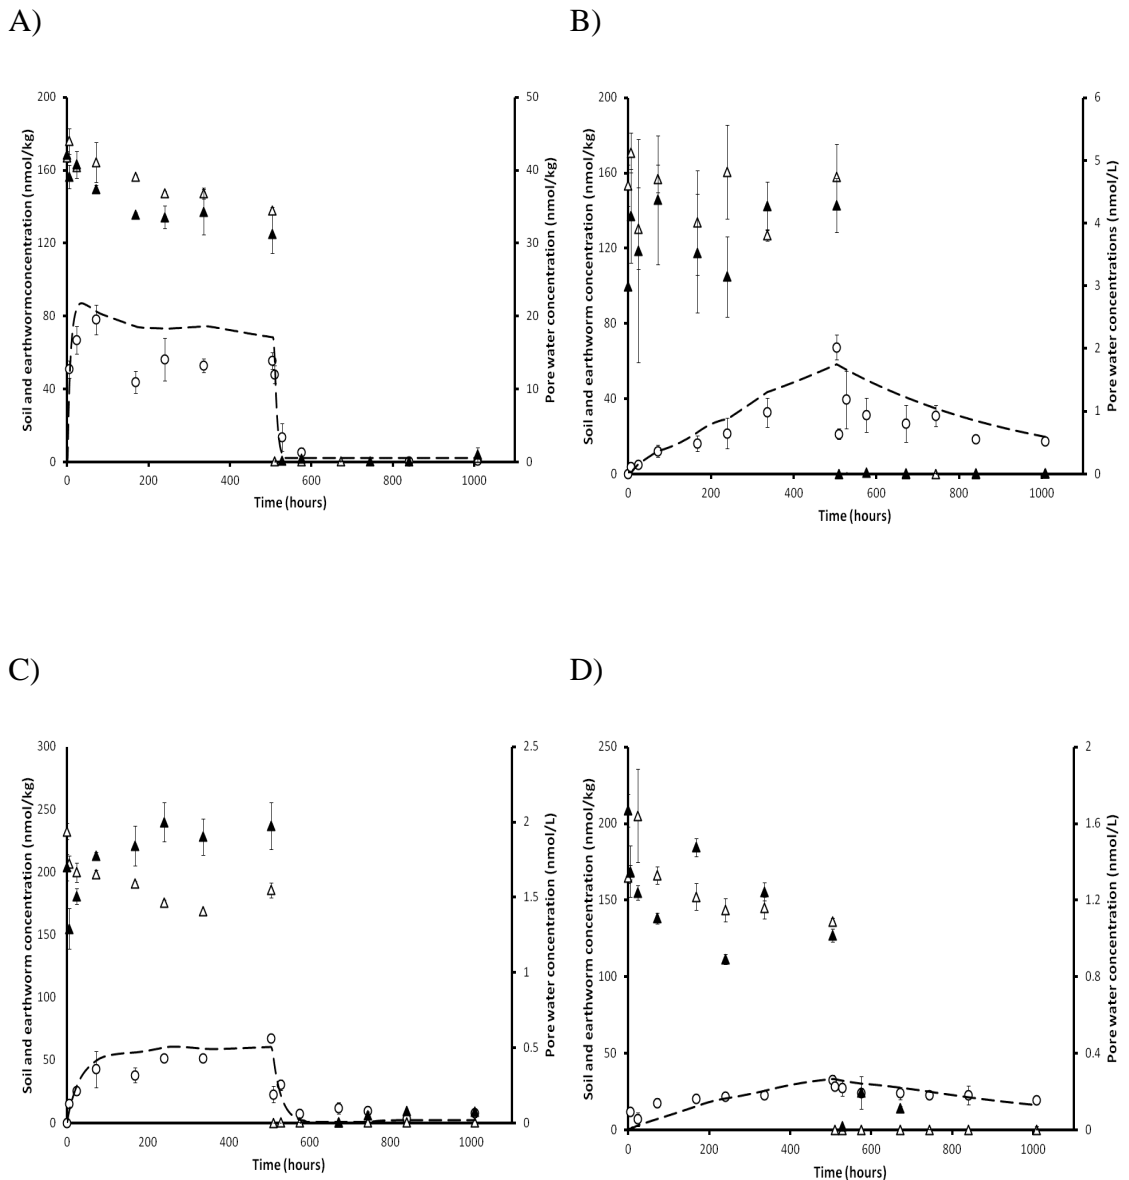 A)
B)
Soil and earthwormconcentration (nmol/kg)
200
160
120
80
40
0
50
40
30
20
10
0
Pore water concentration (nmol/kg)
0 200 400 600 800 1000
Time (hours)
Soil and earthworm concentration (nmol/kg)
200
160
120
80
40
0
6
5
4
3
2
1
0
Pore water concentrations (nmol/L)
0 200 400 600 800 1000
Time (hours)
C)
D)
Soil and earthworm concentration (nmol/kg)
300
250
200
150
100
50
0
2.5
2
1.5
1
0.5
0
Pore water concentration (nmol/L)
0 200 400 600 800 1000
Time (hours)
Soil and earthworm concentration (nmol/kg)
250
200
150
100
50
0
2
1.6
1.2
0.8
0.4
0
Pore water concentration (nmol/L)
0 200 400 600 800 1000
Time (hours)